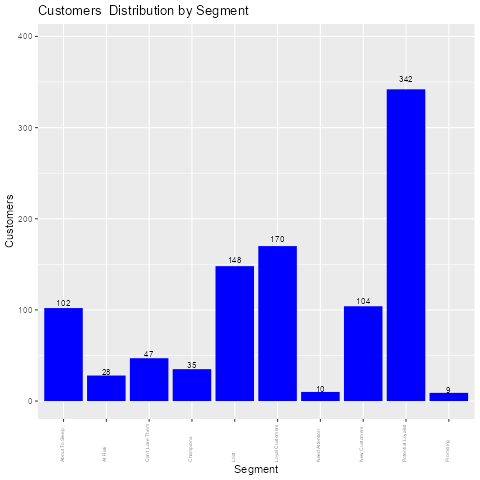 Customers  Distribution by Segment
400
300
200
100
0
Customers
102
28
47
35
148
170
10
104
342
9
About To Sleep
At Risk
Can't Lose Them
Champions
Lost
Loyal Customers
Need Attention
New Customers
Potential Loyalist
Promising
Segment